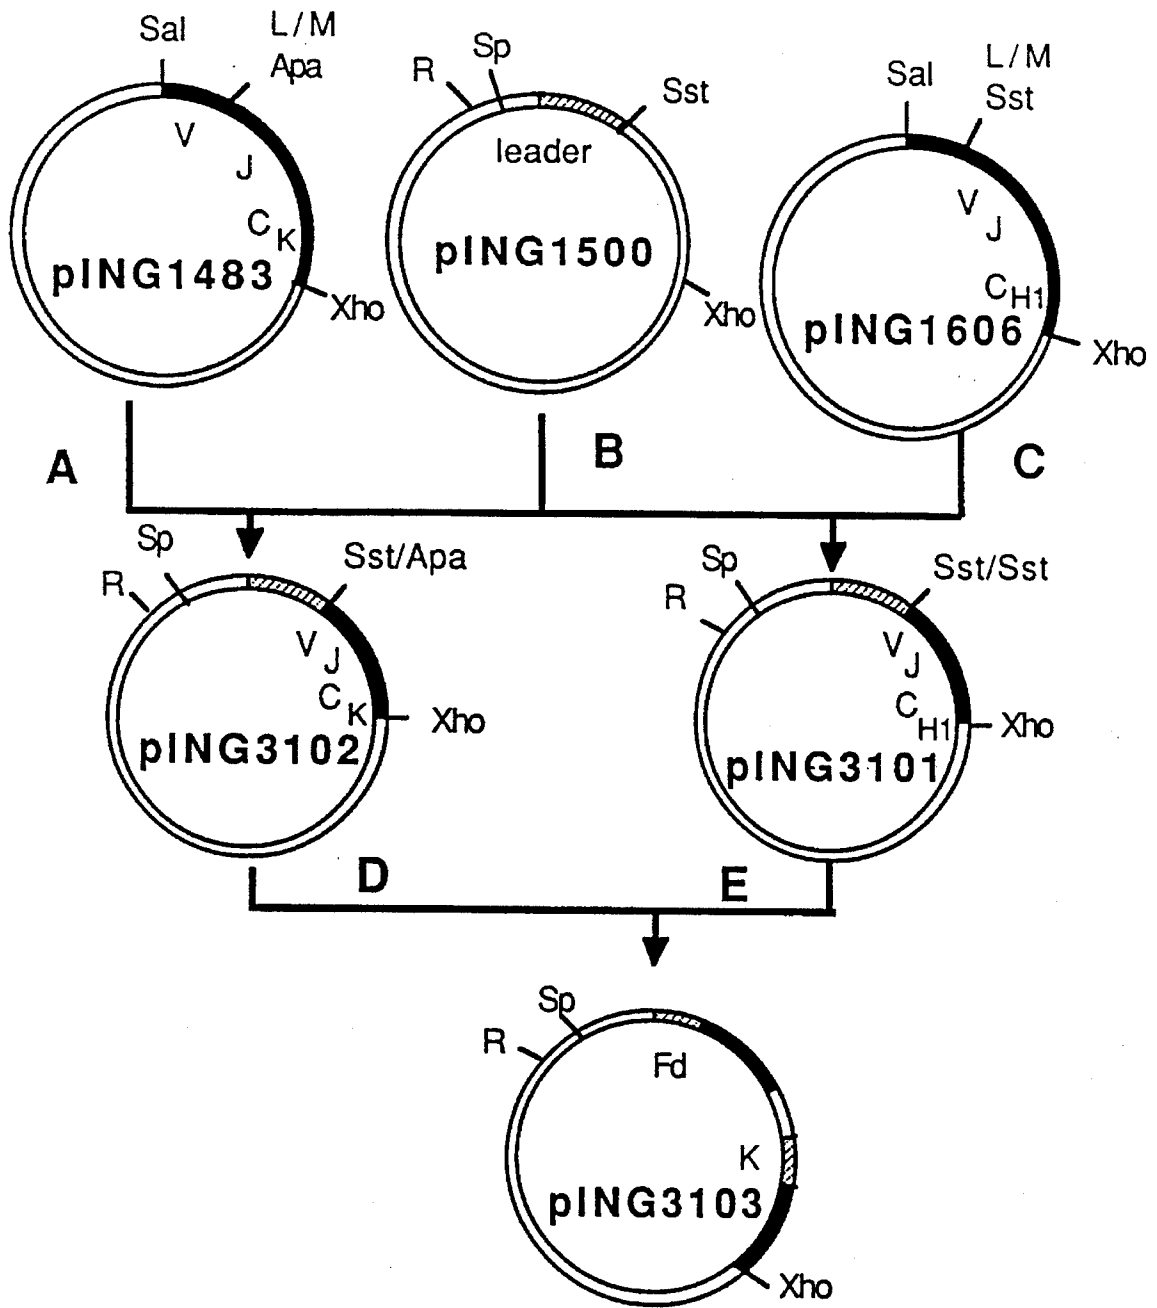 Sal
L/M
Apa
V
J
C K
pING1483
Xho
R
Sp
Sst
leader
pING1500
Xho
Sal
L/M
Sst
V
J
CH1
pING1606
Xho
A
B
C
R
Sp
Sst/Apa
V
J
C K
Xho
pING3102
R
Sp
Sst/Sst
V
J
C H1
Xho
pING3101
D
E
R
Sp
Fd
K
pING3103
Xho